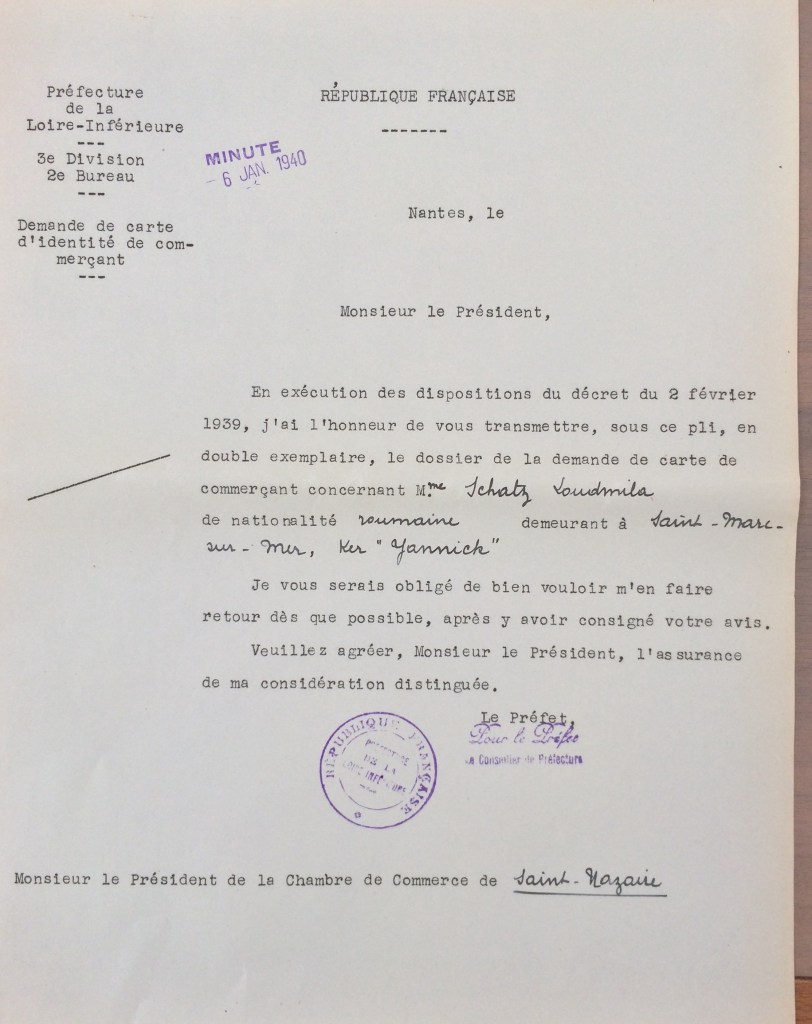 Préfecture
de la
Loire-Inférieure
---
3e Division
2e Bureau
---
Demande de carte
d'identité de com-
merçant
---
RÉPUBLIQUE FRANÇAISE
-------
MINUTE
- 6 JAN. 1940
Nantes, le
Monsieur le Président,
En exécution des dispositions du décret du 2 février
1939, j'ai l'honneur de vous transmettre, sous ce pli, en
double exemplaire, le dossier de la demande de carte de
commerçant concernant M.me Schatz Loudmila
de nationalité roumaine demeurant à Saint-Marc-
sur-Mer, Ker "Yannick"
Je vous serais obligé de bien vouloir m'en faire
retour dès que possible, après y avoir consigné votre avis.
Veuillez agréer, Monsieur le Président, l'assurance
de ma considération distinguée.
Le Préfet,
Pour le Préfet
Le Conseiller de Préfecture
RÉPUBLIQUE FRANÇAISE
PRÉFECTURE
DE LA
LOIRE INFÉRIEURE
Monsieur le Président de la Chambre de Commerce de Saint-Nazaire